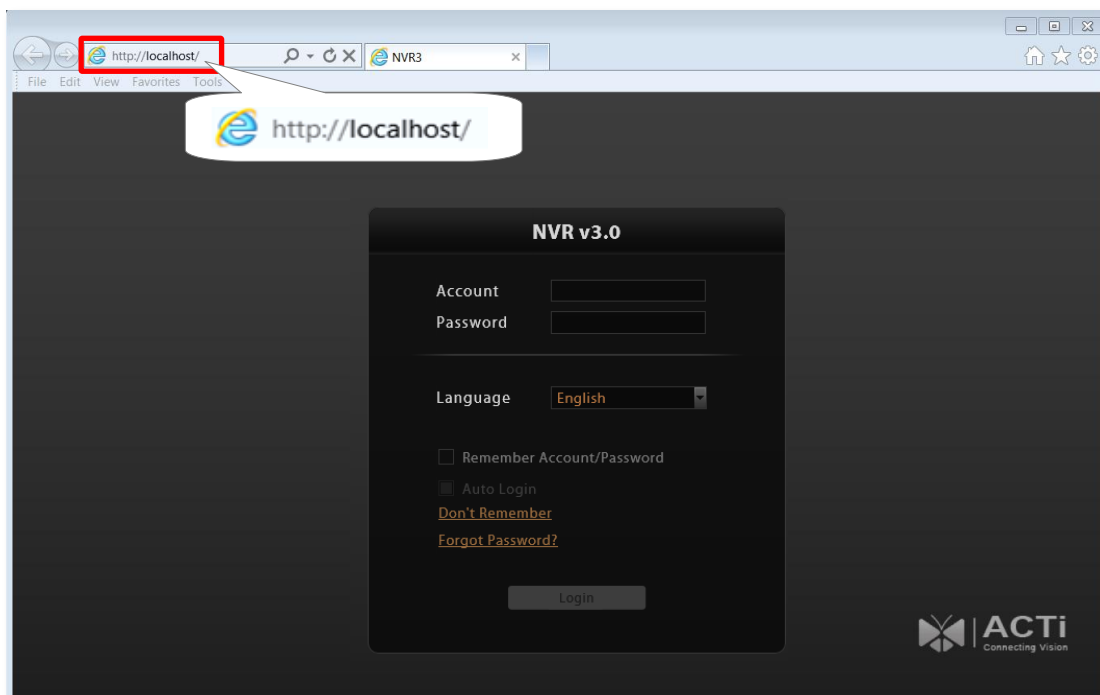 http://localhost/
NVR3
File Edit View Favorites Tools
http://localhost/
NVR v3.0
Account
Password
Language English
Remember Account/Password
Auto Login
Don't Remember
Forgot Password?
Login
ACTi
Connecting Vision